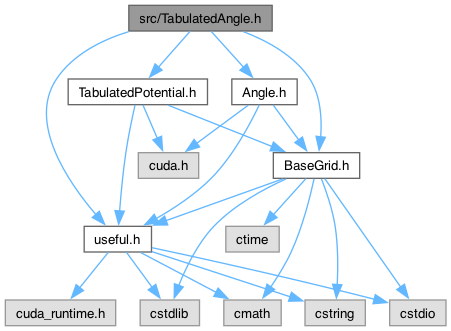 src/TabulatedAngle.h
TabulatedPotential.h
Angle.h
cuda.h
BaseGrid.h
useful.h
ctime
cuda_runtime.h
cstdlib
cmath
cstring
cstdio